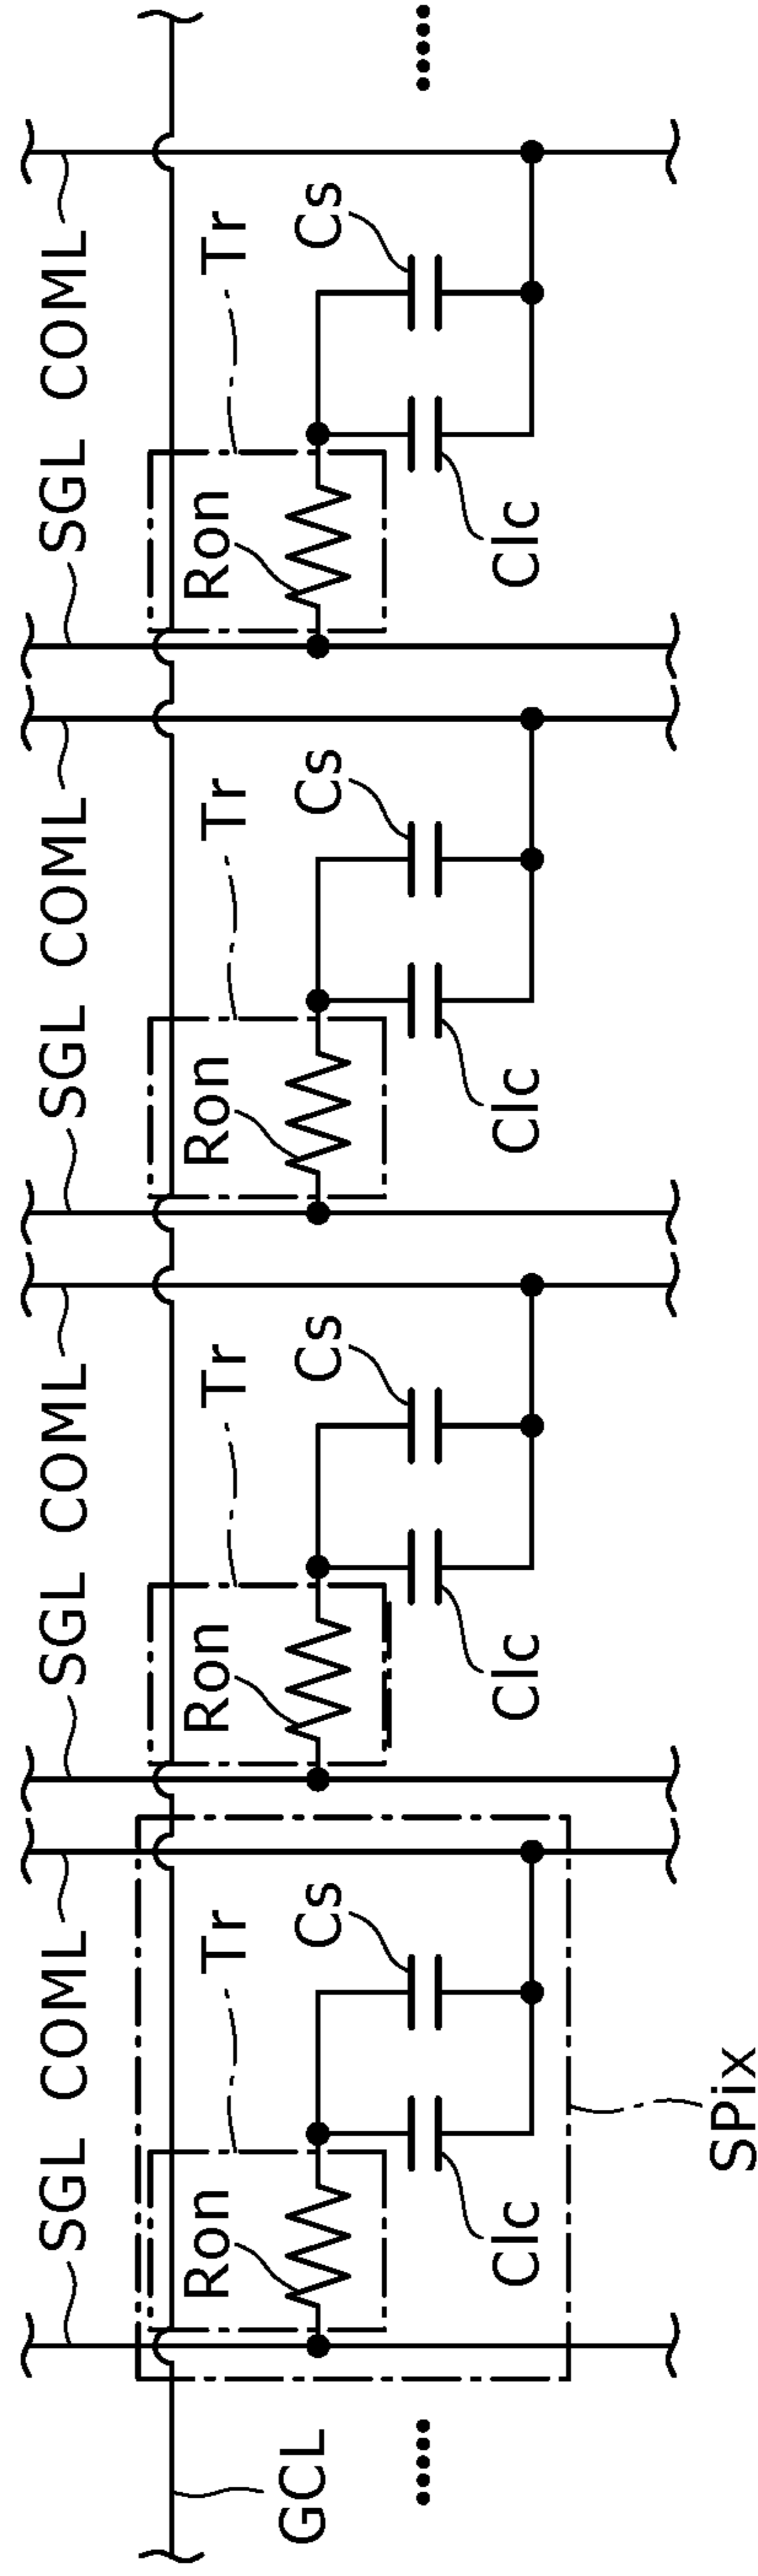 SGL COML SGL COML SGL COML SGL COML
Tr Tr Tr Tr
Ron Ron Ron Ron
GCL Cs Cs Cs Cs
Clc Clc Clc Clc
SPix